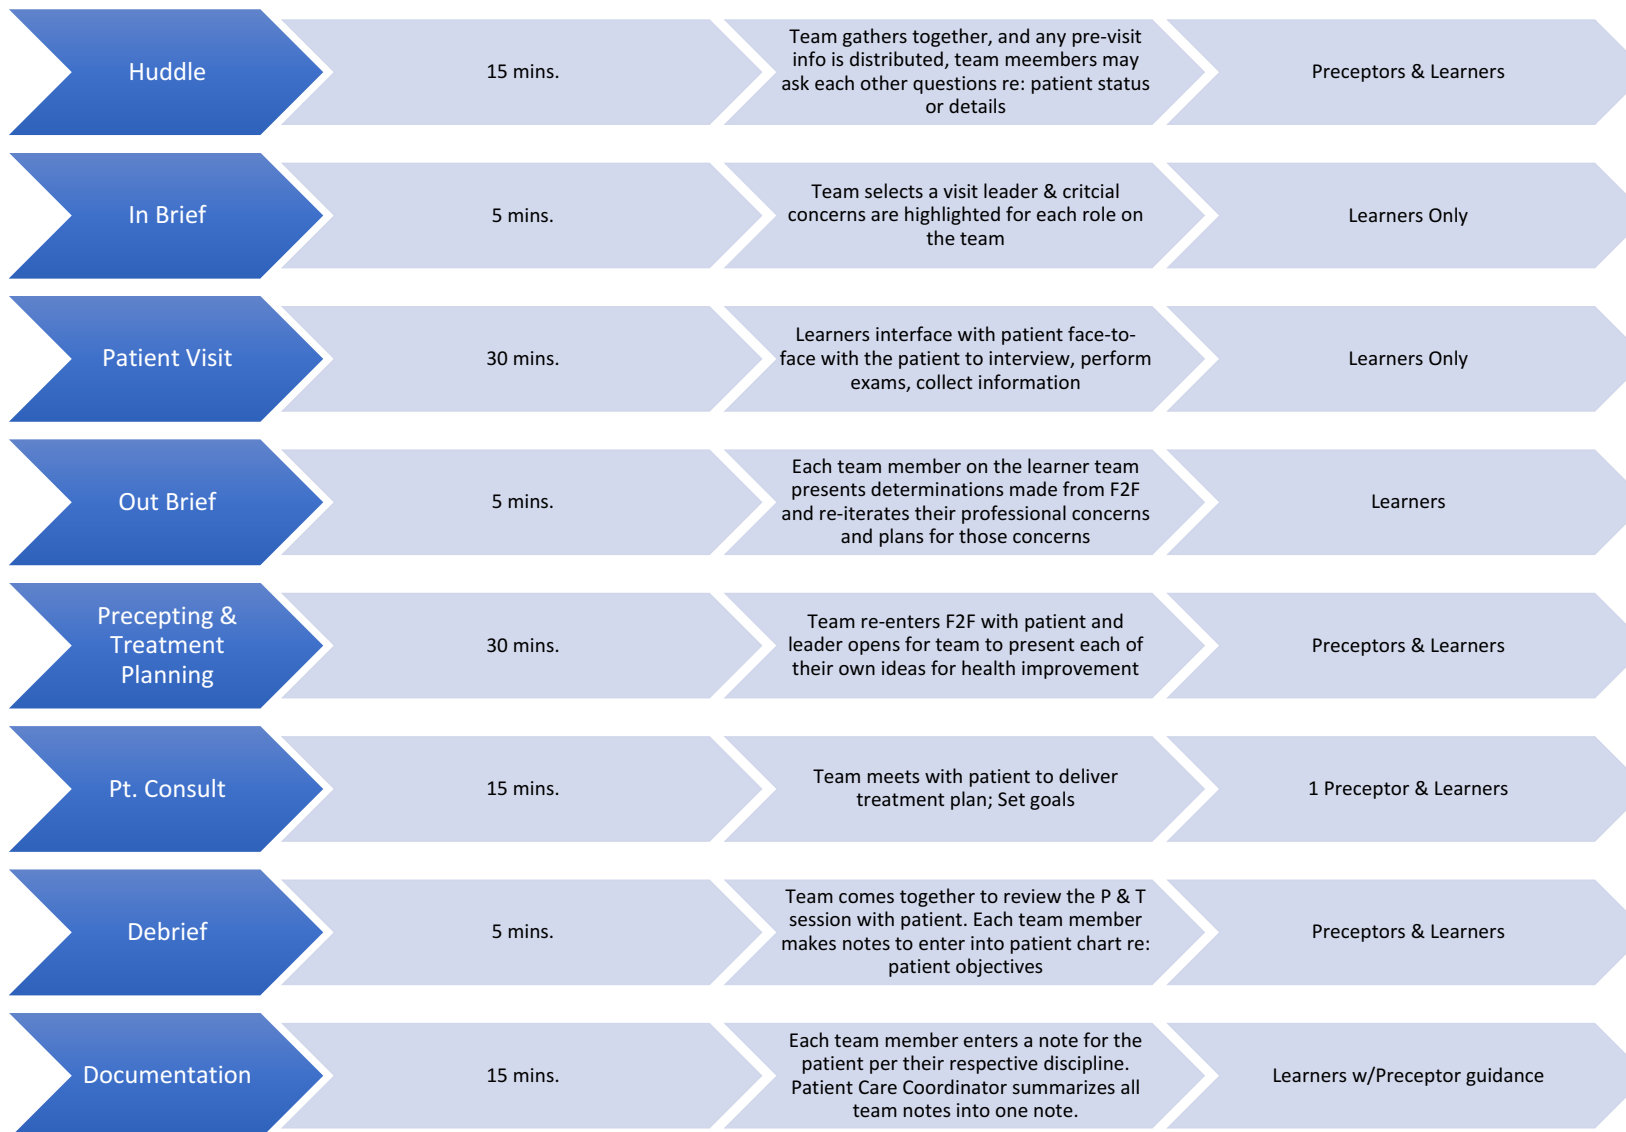 Huddle
15 mins.
Team gathers together, and any pre-visit
info is distributed, team meembers may
ask each other questions re: patient status
or details
Preceptors & Learners
In Brief
5 mins.
Team selects a visit leader & critcial
concerns are highlighted for each role on
the team
Learners Only
Patient Visit
30 mins.
Learners interface with patient face-to-
face with the patient to interview, perform
exams, collect information
Learners Only
Out Brief
5 mins.
Each team member on the learner team
presents determinations made from F2F
and re-iterates their professional concerns
and plans for those concerns
Learners
Precepting &
Treatment
Planning
30 mins.
Team re-enters F2F with patient and
leader opens for team to present each of
their own ideas for health improvement
Preceptors & Learners
Pt. Consult
15 mins.
Team meets with patient to deliver
treatment plan; Set goals
1 Preceptor & Learners
Debrief
5 mins.
Team comes together to review the P & T
session with patient. Each team member
makes notes to enter into patient chart re:
patient objectives
Preceptors & Learners
Documentation
15 mins.
Each team member enters a note for the
patient per their respective discipline.
Patient Care Coordinator summarizes all
team notes into one note.
Learners w/Preceptor guidance